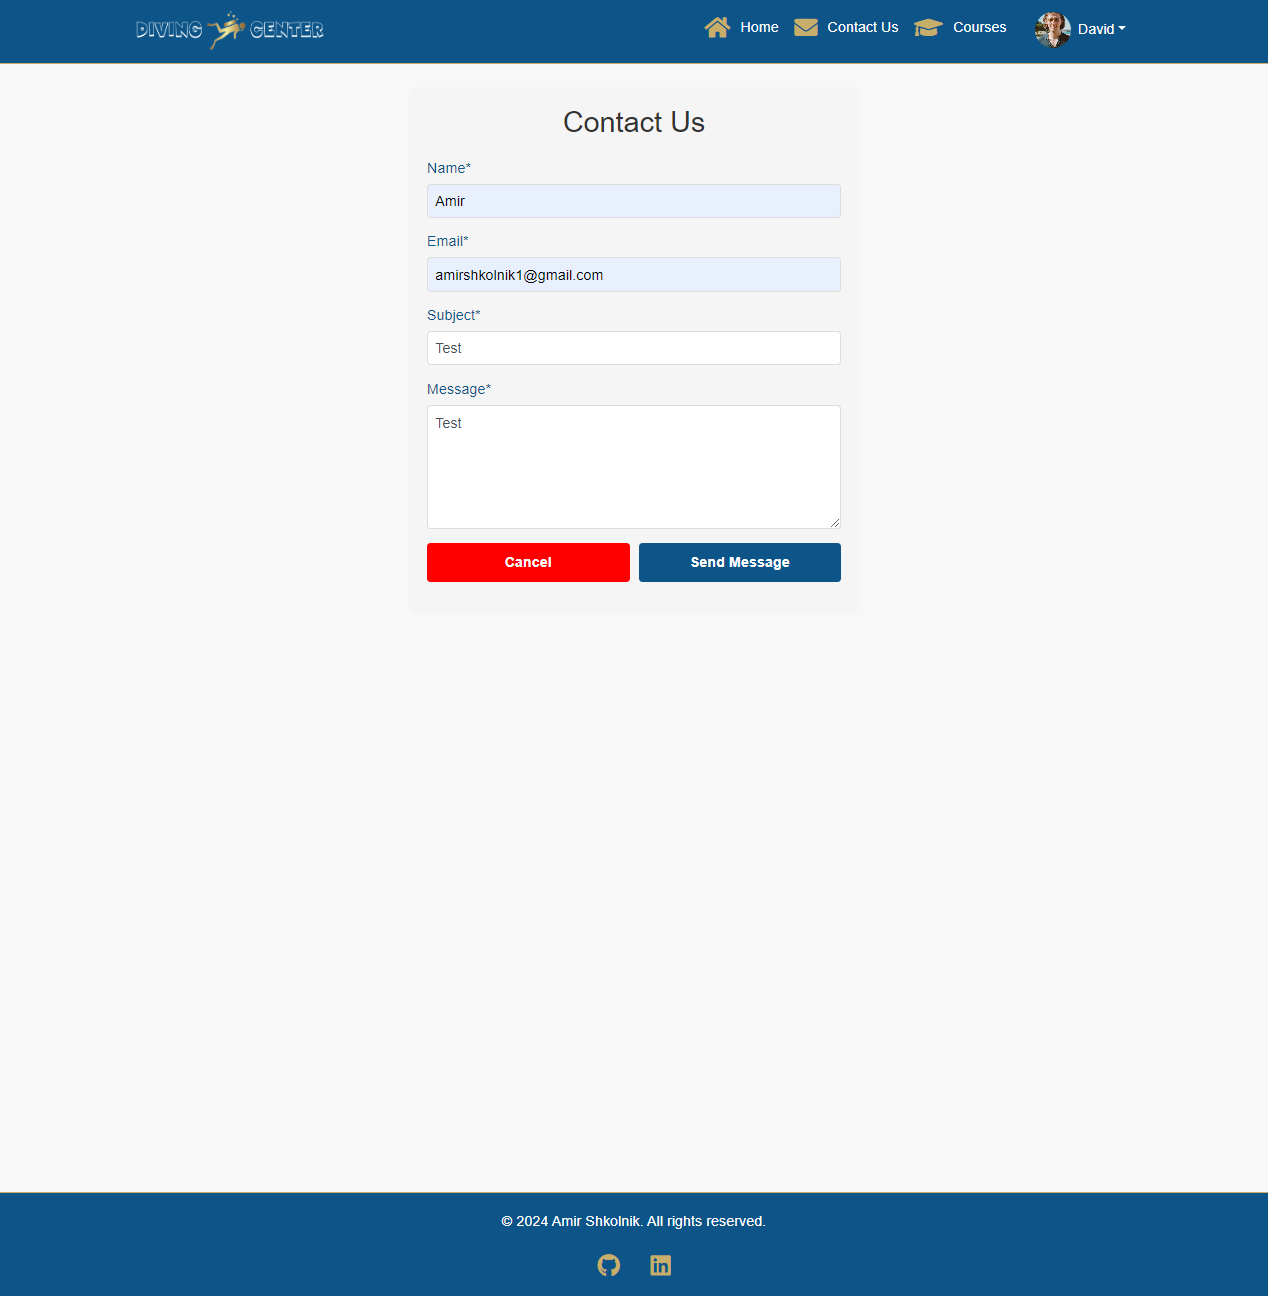 DIVING CENTER
Home Contact Us Courses David
Contact Us
Name*
Amir
Email*
amirshkolnik1@gmail.com
Subject*
Test
Message*
Test
Cancel Send Message
© 2024 Amir Shkolnik. All rights reserved.
in